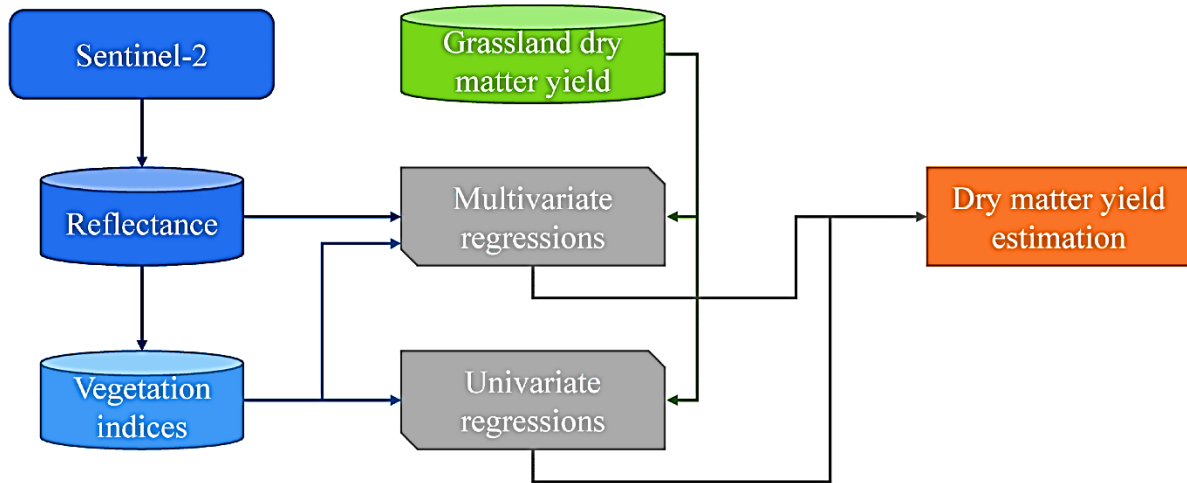 Sentinel-2
Grassland dry
matter yield
Reflectance
Multivariate
regressions
Dry matter yield
estimation
Vegetation
indices
Univariate
regressions